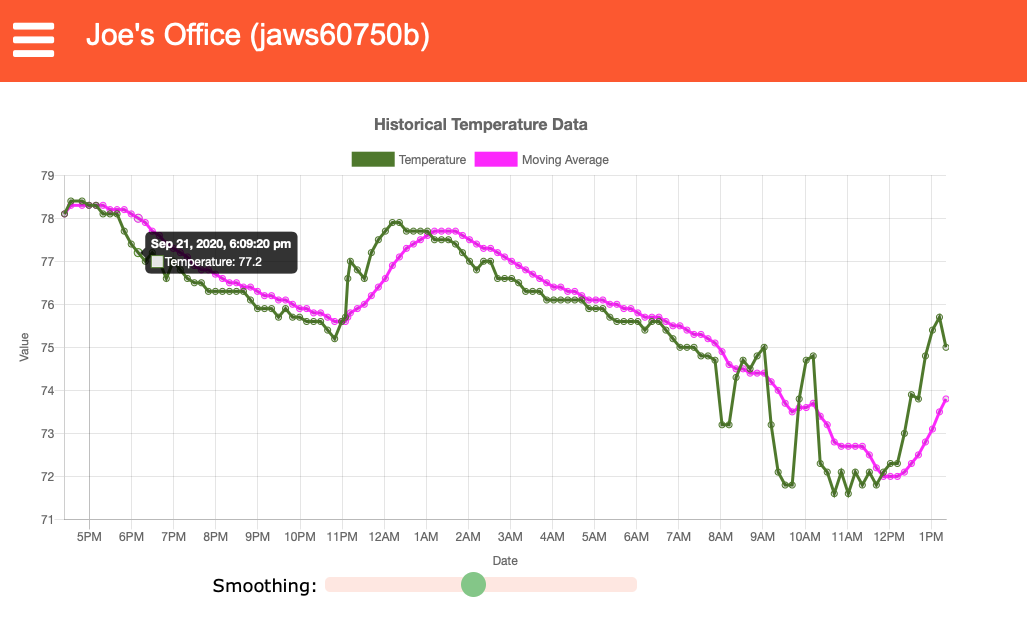 Joe's Office (jaws60750b)
Historical Temperature Data
Temperature Moving Average
79
78
77
76
75
74
73
72
71
Value
Sep 21, 2020, 6:09:20 pm
Temperature: 77.2
5PM 6PM 7PM 8PM 9PM 10PM 11PM 12AM 1AM 2AM 3AM 4AM 5AM 6AM 7AM 8AM 9AM 10AM 11AM 12PM 1PM
Date
Smoothing: